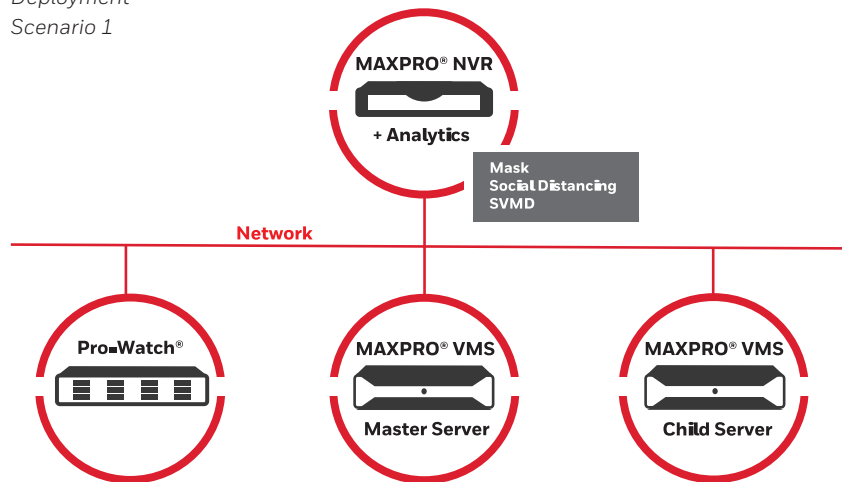 Deployment
Scenario 1
MAXPRO® NVR
+ Analytics
Mask
Social Distancing
SVMD
Network
Pro-Watch®
MAXPRO® VMS
Master Server
MAXPRO® VMS
Child Server